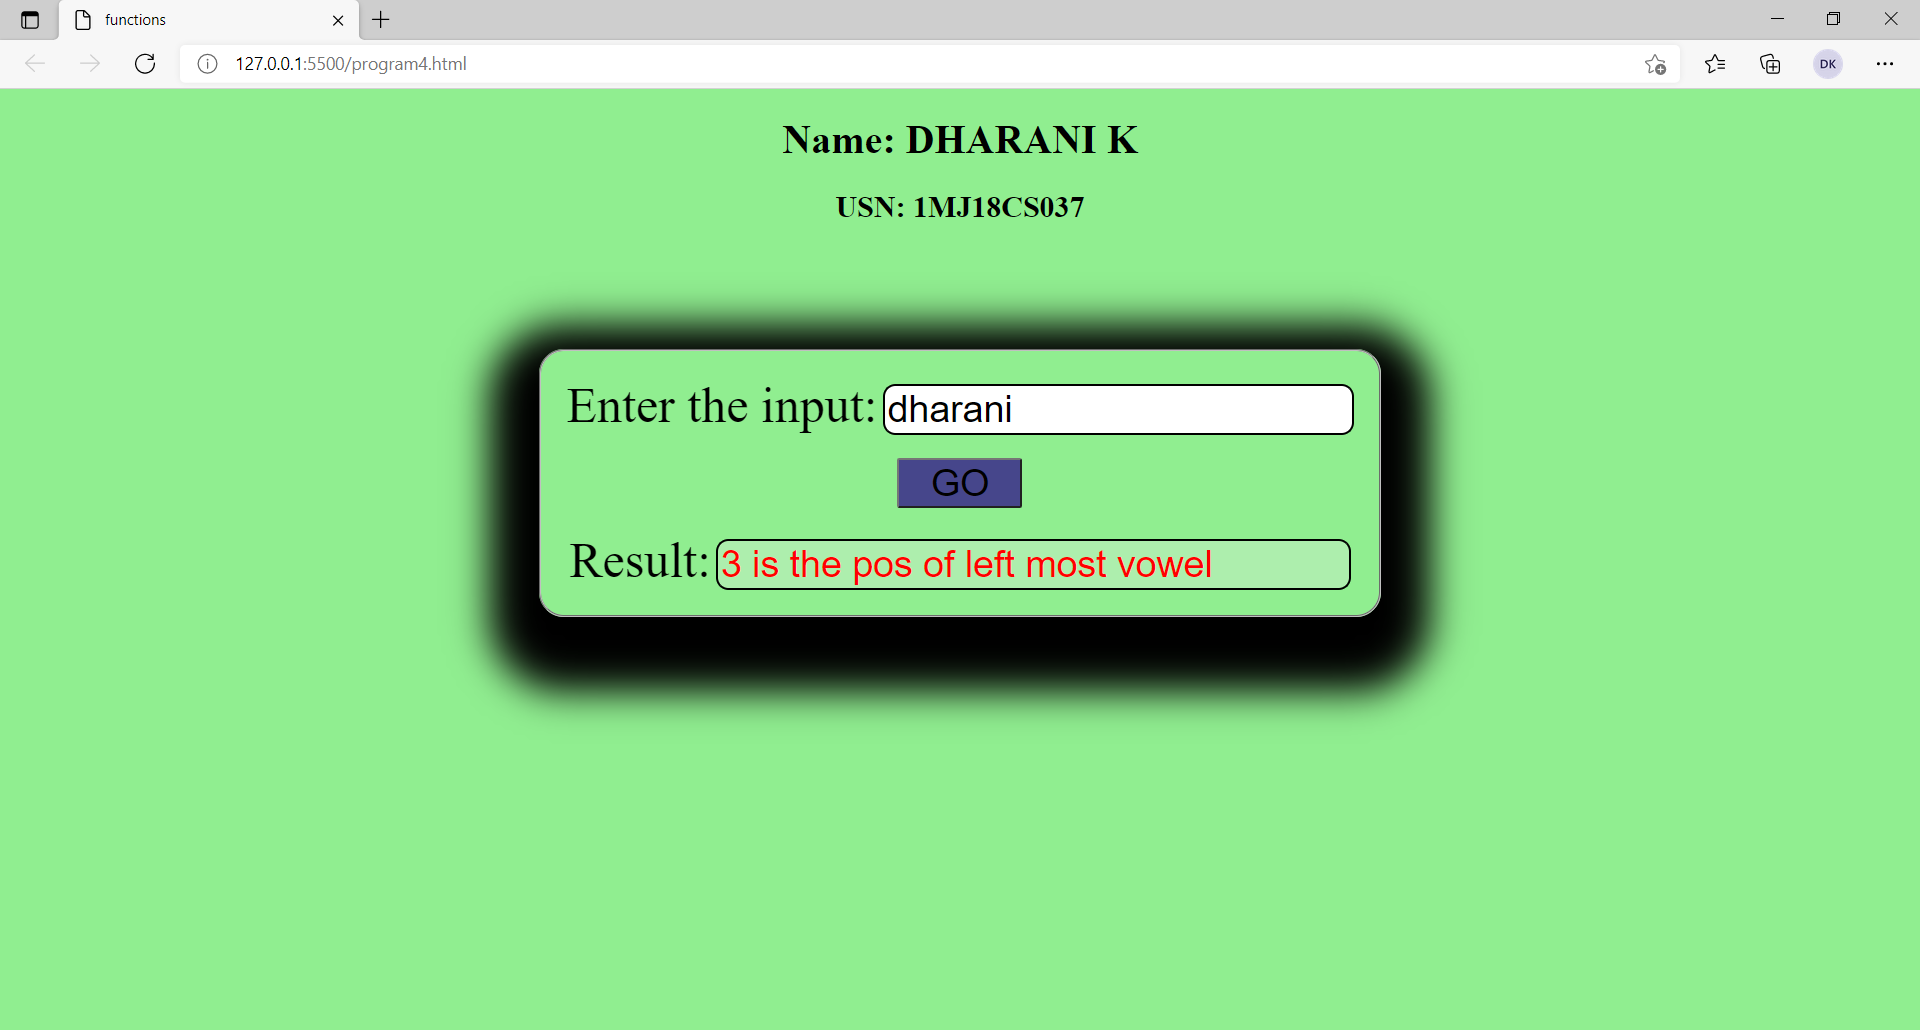 functions
127.0.0.1:5500/program4.html
DK
Name: DHARANI K
USN: 1MJ18CS037
Enter the input: dharani
GO
Result: 3 is the pos of left most vowel